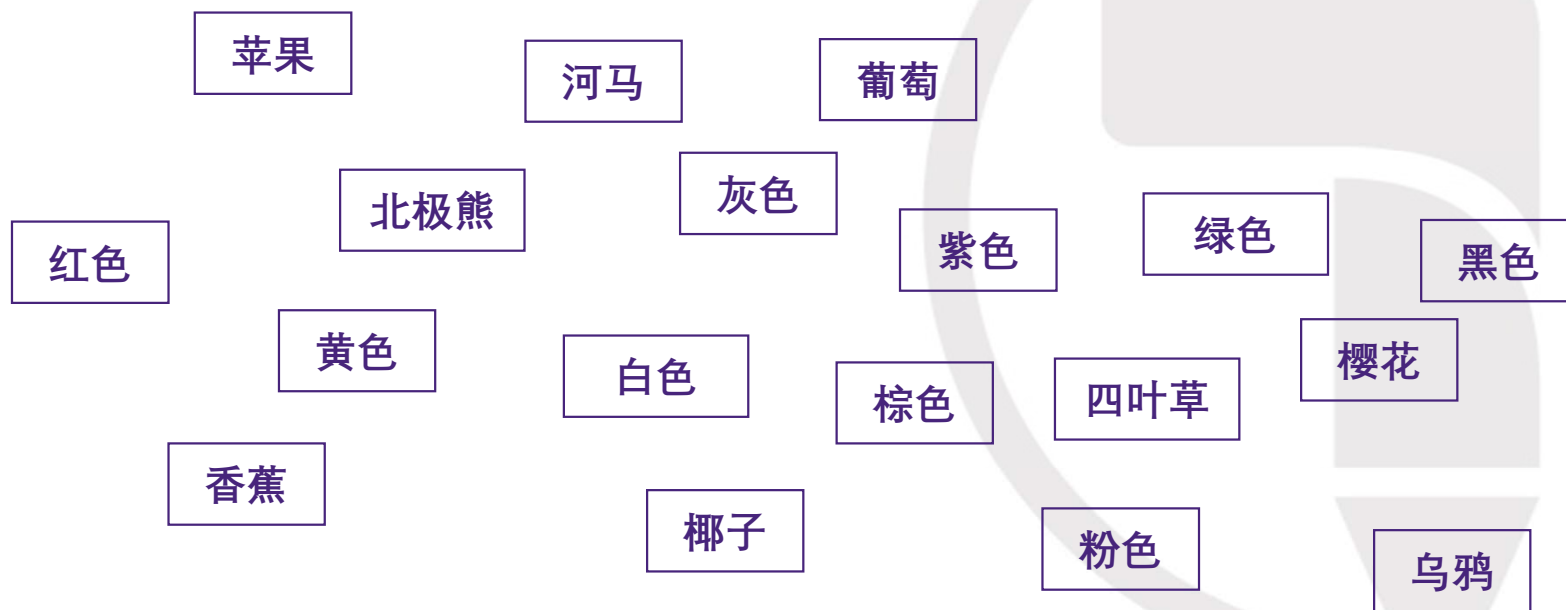 苹果
河马
葡萄
北极熊
灰色
紫色
绿色
黑色
红色
黄色
白色
棕色
四叶草
樱花
香蕉
椰子
粉色
乌鸦